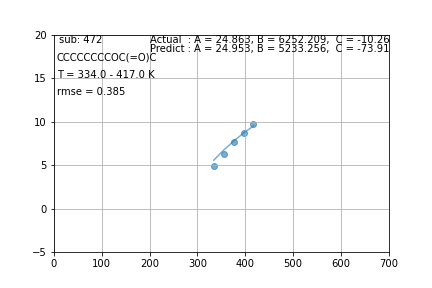 sub: 472
Actual : A = 24.863, B = 6252.209, C = -10.26
Predict : A = 24.953, B = 5233.256, C = -73.91
CCCCCCCCOC(=O)C
T = 334.0 - 417.0 K
rmse = 0.385
20
15
10
5
0
−5
0 100 200 300 400 500 600 700